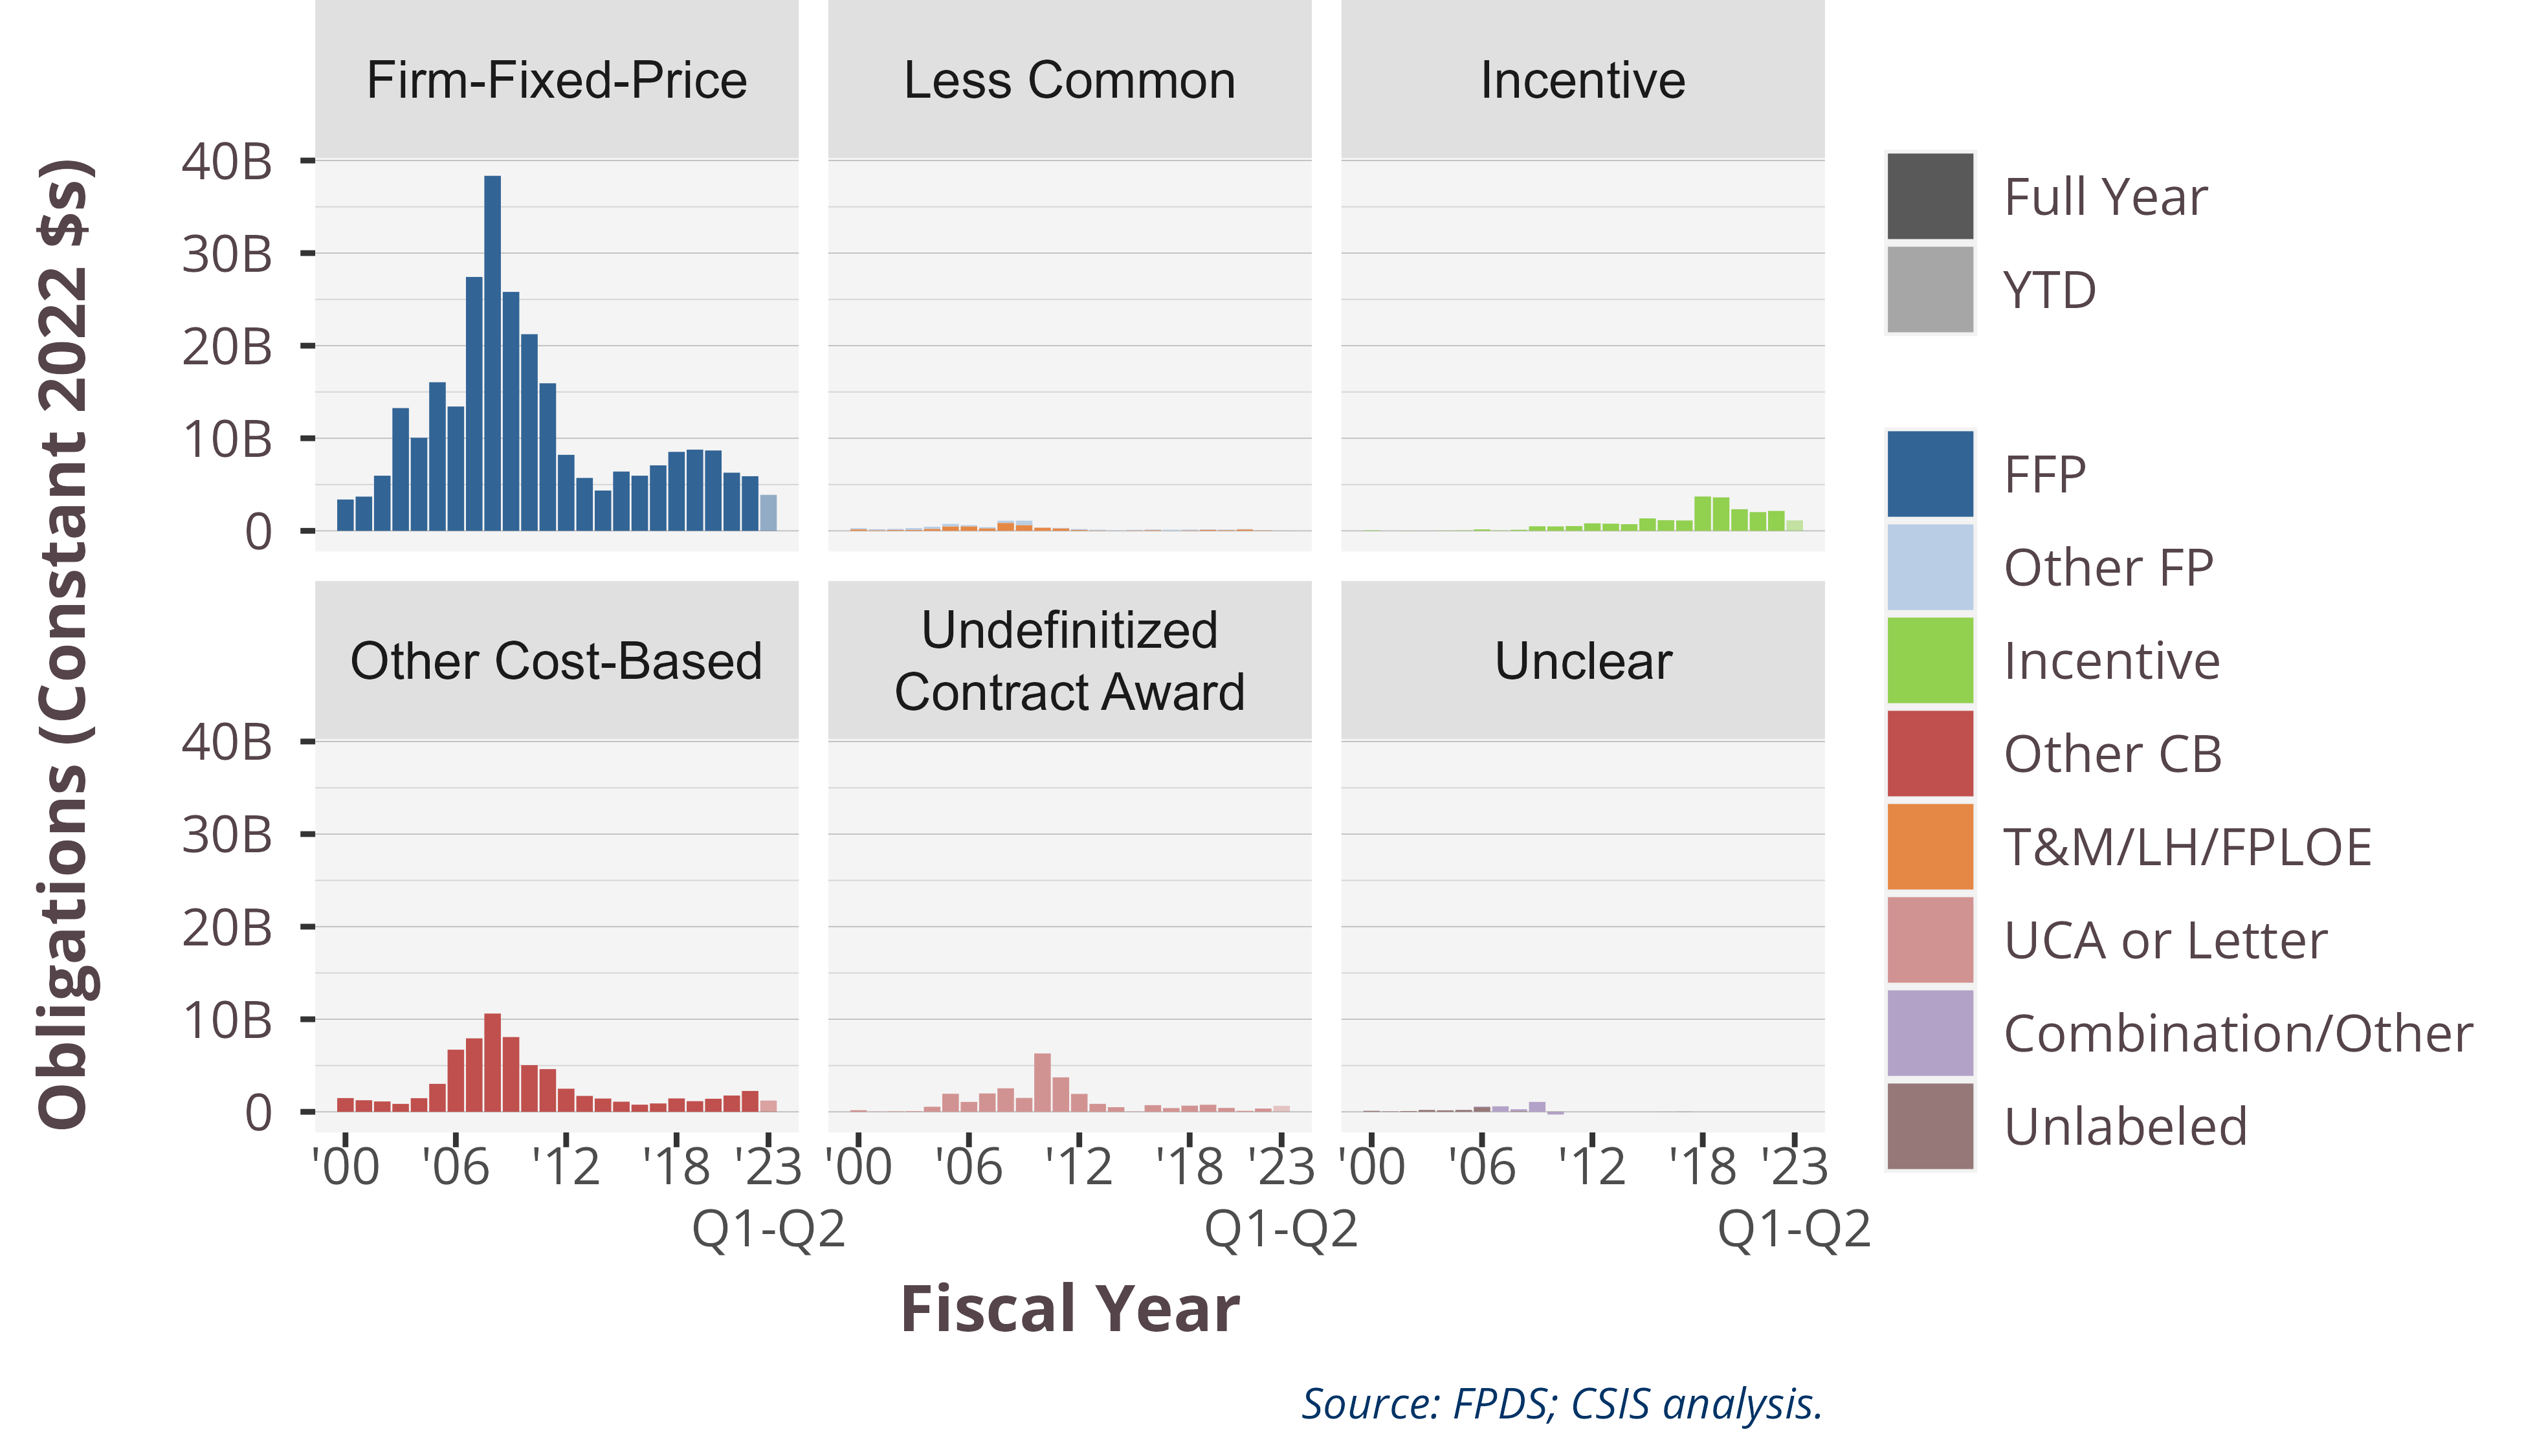 Firm-Fixed-Price
Less Common
Incentive
Obligations (Constant 2022 $s)
40B
30B
20B
10B
0
Other Cost-Based
Undefinitized
Contract Award
Unclear
40B
30B
20B
10B
0
'00 '06 '12 '18 '23
Q1-Q2
'00 '06 '12 '18 '23
Q1-Q2
'00 '06 '12 '18 '23
Q1-Q2
Fiscal Year
Full Year
YTD
FFP
Other FP
Incentive
Other CB
T&M/LH/FPLOE
UCA or Letter
Combination/Other
Unlabeled
Source: FPDS; CSIS analysis.